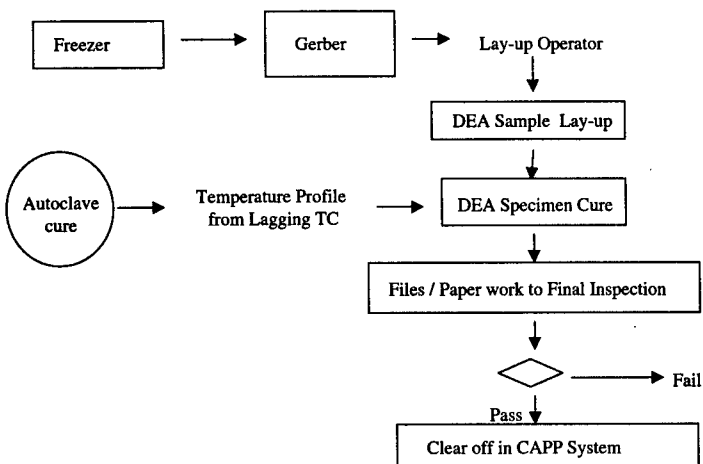 Freezer
Gerber
Lay-up Operator
DEA Sample Lay-up
Autoclave
cure
Temperature Profile
from Lagging TC
DEA Specimen Cure
Files / Paper work to Final Inspection
Fail
Pass
Clear off in CAPP System